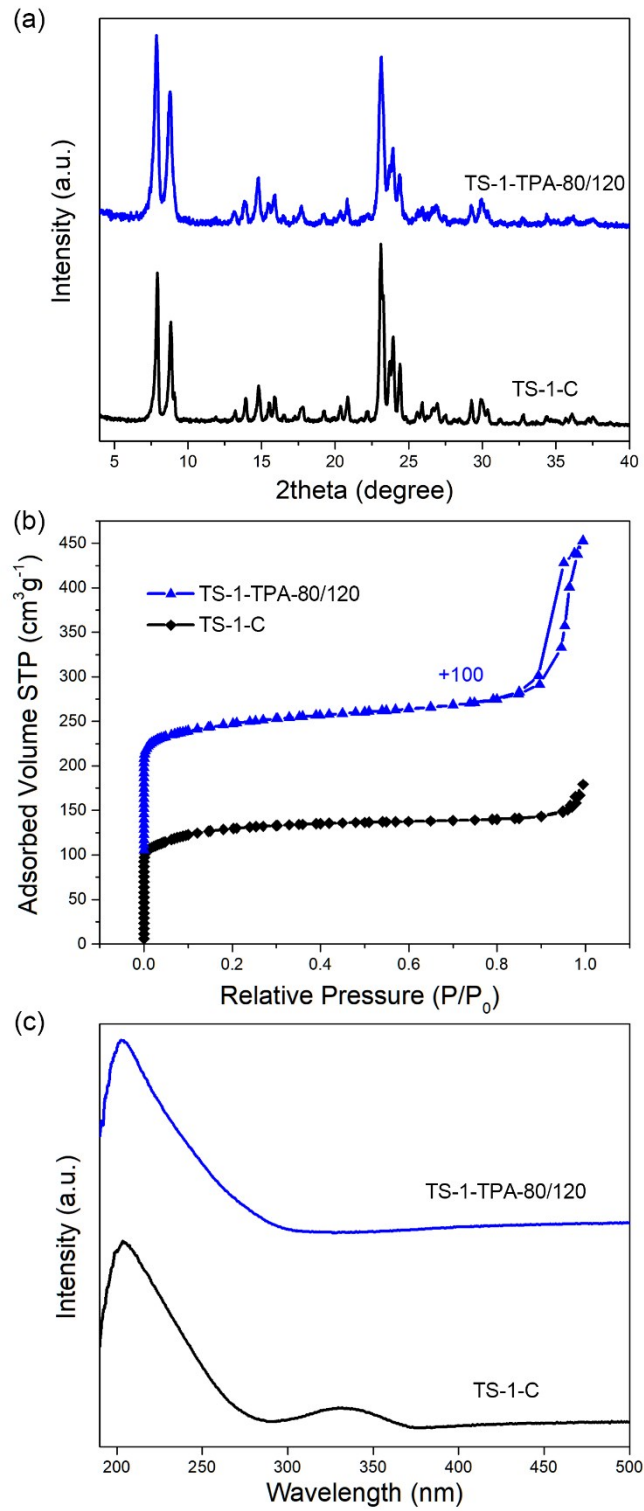 (a)
TS-1-TPA-80/120
TS-1-C
Intensity (a.u.)
5 10 15 20 25 30 35 40
2theta (degree)
(b)
450
400
350
300
250
200
150
100
50
0
TS-1-TPA-80/120
TS-1-C
+100
Adsorbed Volume STP (cm³g⁻¹)
0.0 0.2 0.4 0.6 0.8 1.0
Relative Pressure (P/P₀)
(c)
TS-1-TPA-80/120
TS-1-C
Intensity (a.u.)
200 250 300 350 400 450 500
Wavelength (nm)